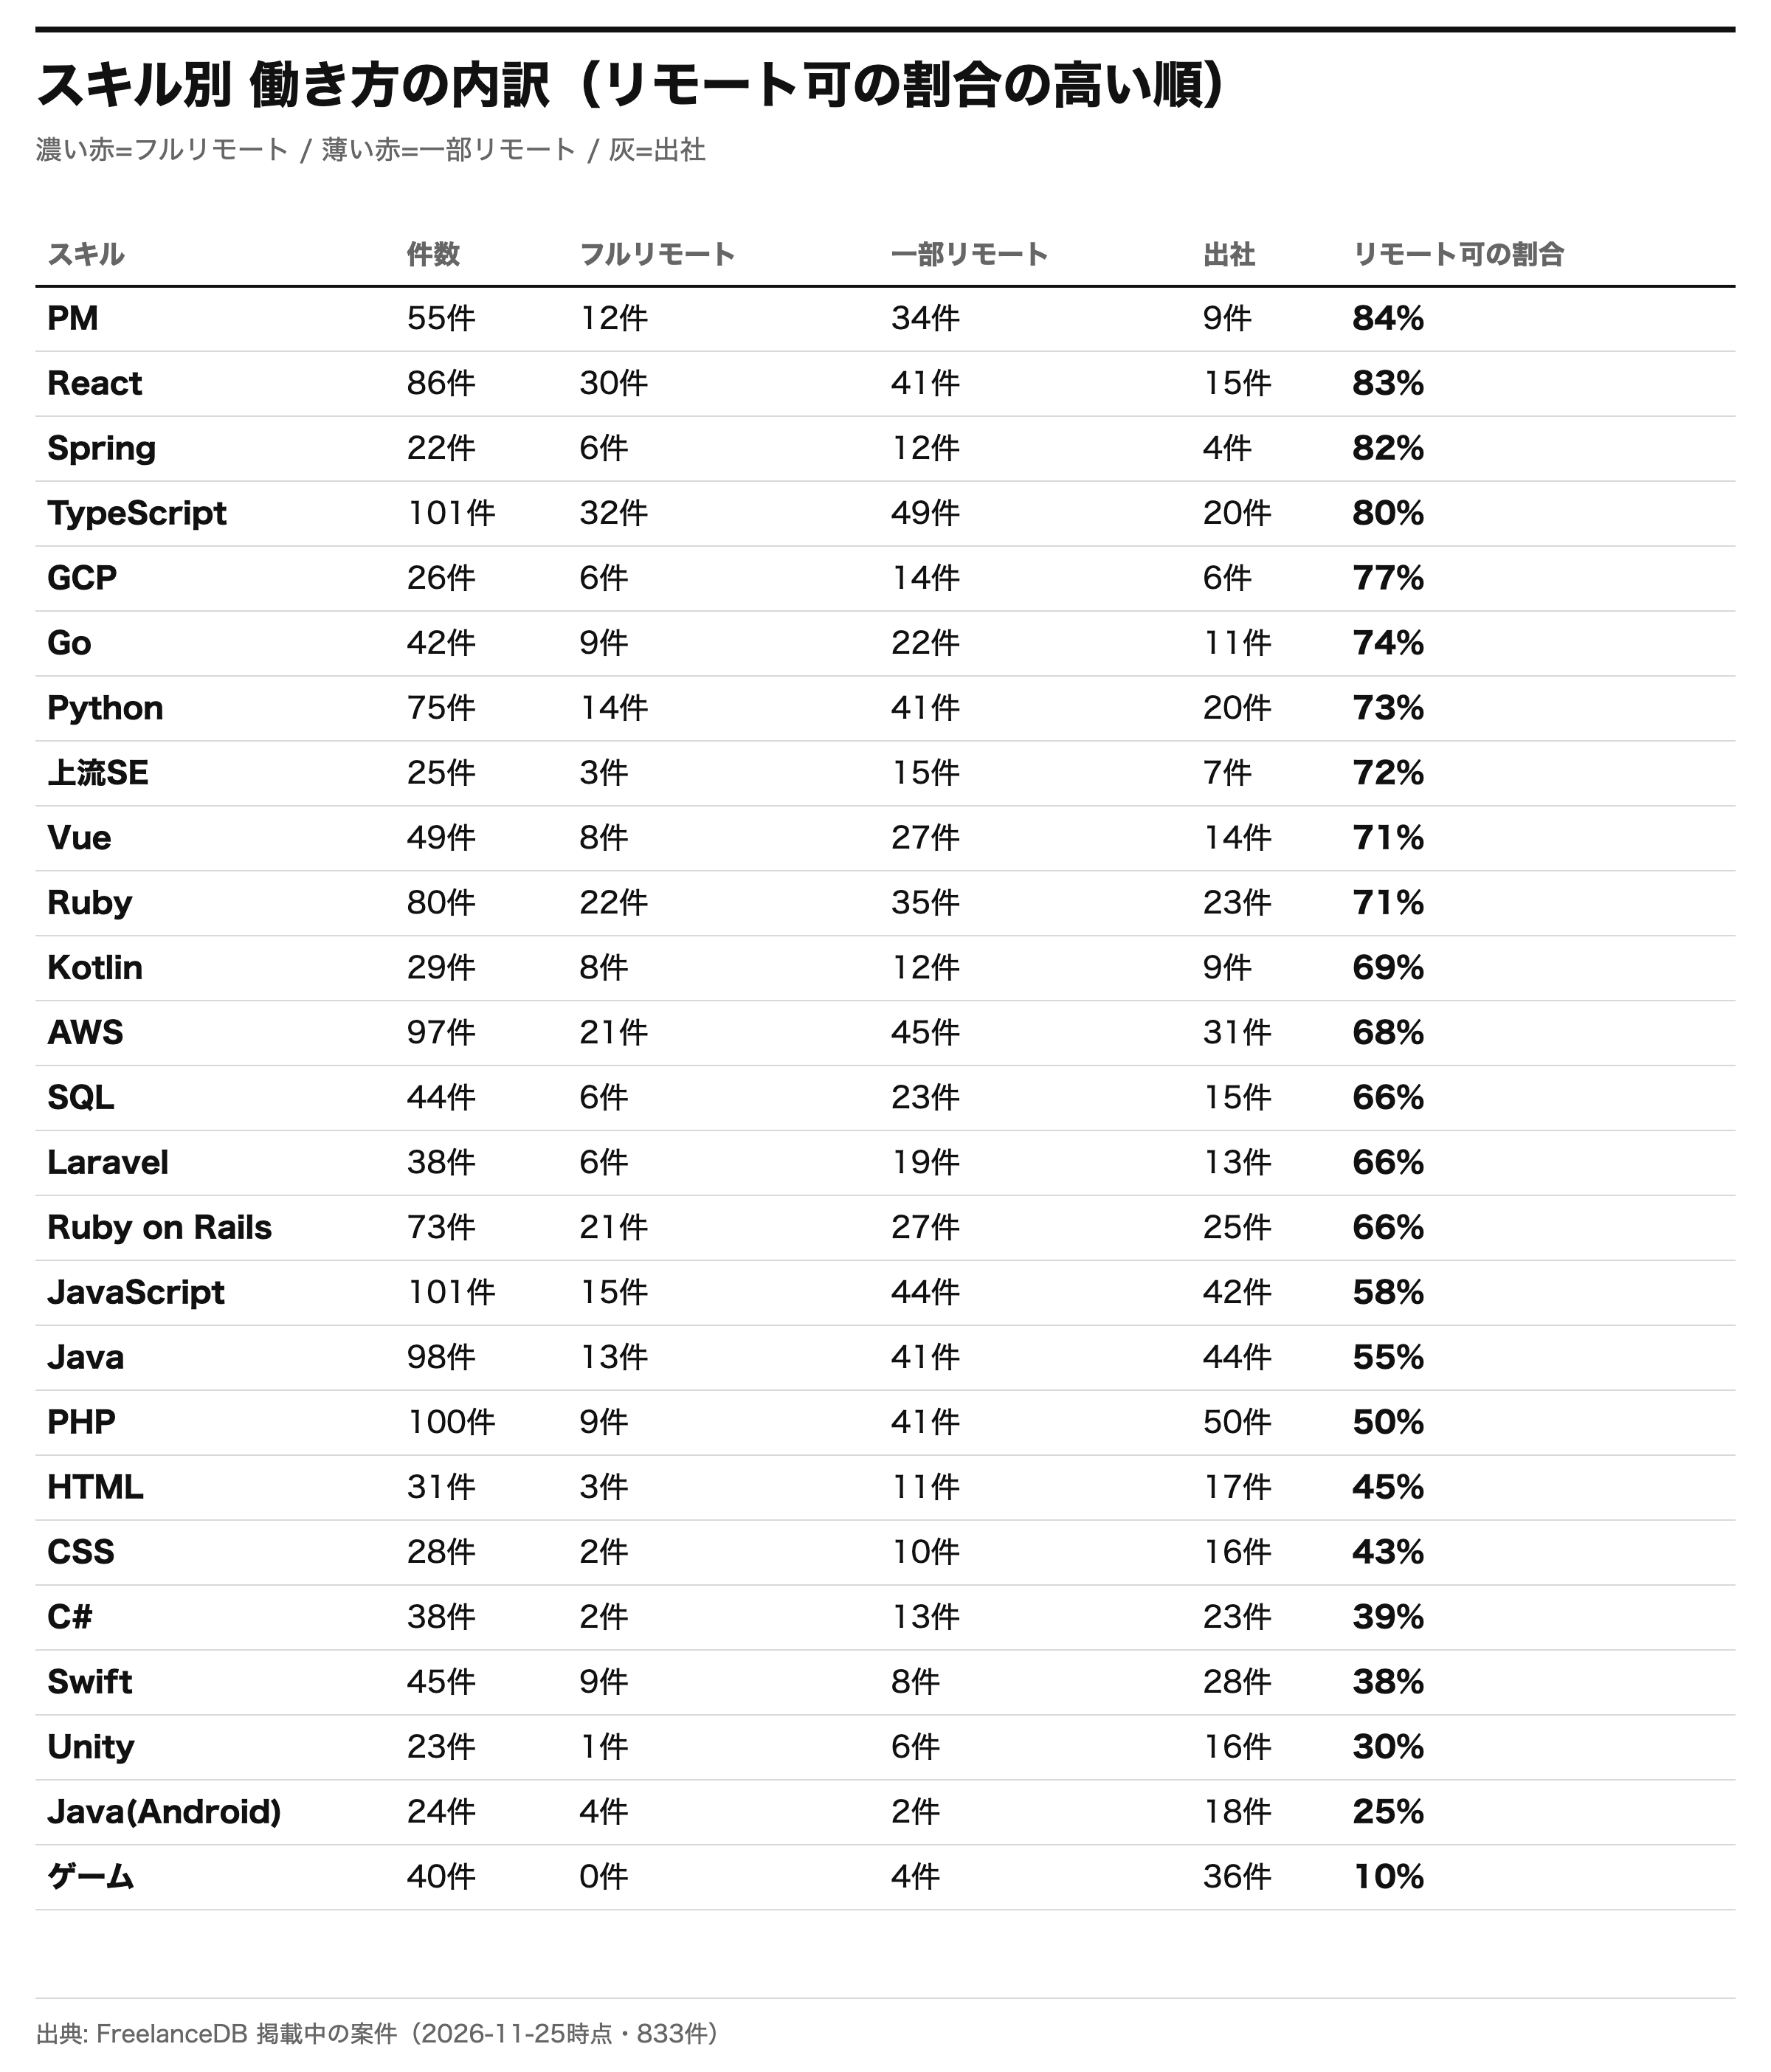 スキル別 働き方の内訳（リモート可の割合の高い順）
濃い赤=フルリモート / 薄い赤=一部リモート / 灰=出社
スキル 件数 フルリモート 一部リモート 出社 リモート可の割合
PM 55件 12件 34件 9件 84%
React 86件 30件 41件 15件 83%
Spring 22件 6件 12件 4件 82%
TypeScript 101件 32件 49件 20件 80%
GCP 26件 6件 14件 6件 77%
Go 42件 9件 22件 11件 74%
Python 75件 14件 41件 20件 73%
上流SE 25件 3件 15件 7件 72%
Vue 49件 8件 27件 14件 71%
Ruby 80件 22件 35件 23件 71%
Kotlin 29件 8件 12件 9件 69%
AWS 97件 21件 45件 31件 68%
SQL 44件 6件 23件 15件 66%
Laravel 38件 6件 19件 13件 66%
Ruby on Rails 73件 21件 27件 25件 66%
JavaScript 101件 15件 44件 42件 58%
Java 98件 13件 41件 44件 55%
PHP 100件 9件 41件 50件 50%
HTML 31件 3件 11件 17件 45%
CSS 28件 2件 10件 16件 43%
C# 38件 2件 13件 23件 39%
Swift 45件 9件 8件 28件 38%
Unity 23件 1件 6件 16件 30%
Java(Android) 24件 4件 2件 18件 25%
ゲーム 40件 0件 4件 36件 10%
出典: FreelanceDB 掲載中の案件（2026-11-25時点・833件）